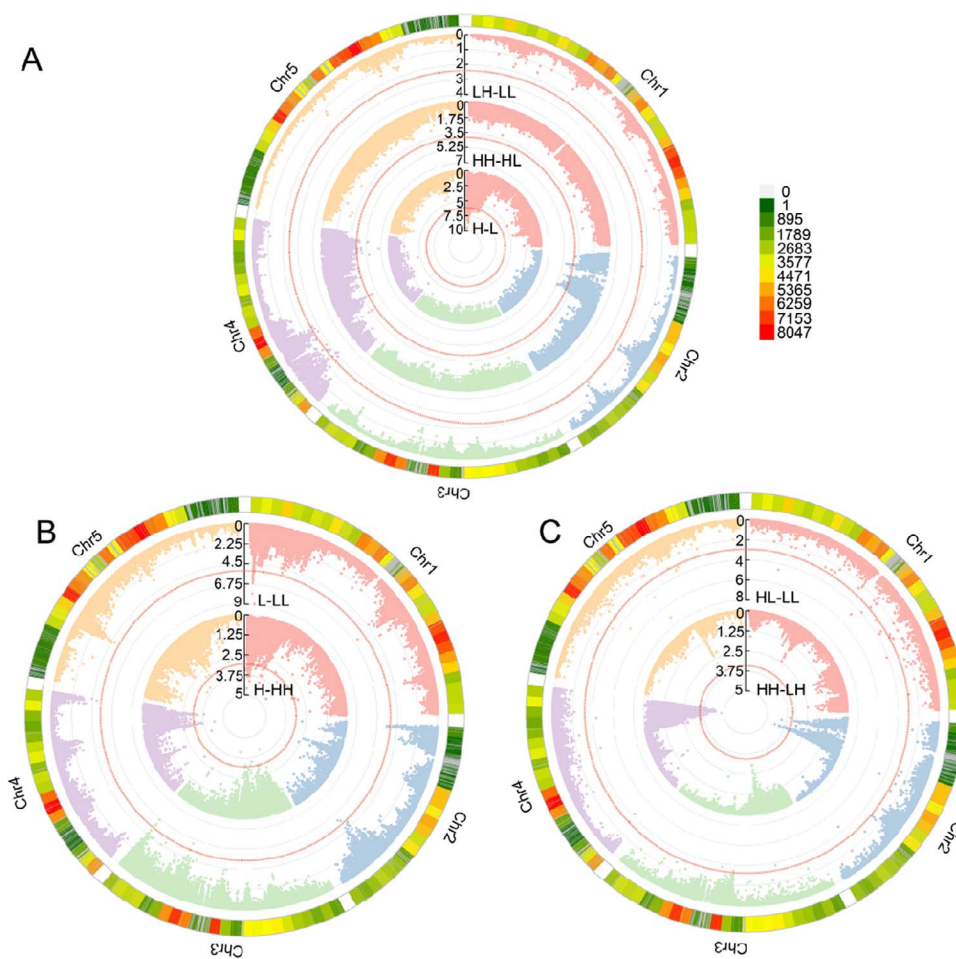 A
Chr5
Chr1
Chr2
Chr3
Chr4
0
1
2
3
4
LH-LL
0
1.75
3.5
5.25
7
HH-HL
0
2.5
5
7.5
10
H-L
0
1
895
1789
2683
3577
4471
5365
6259
7153
8047
B
Chr5
Chr1
Chr2
Chr3
Chr4
0
2.25
4.5
6.75
9
L-LL
0
1.25
2.5
3.75
5
H-HH
C
Chr5
Chr1
Chr2
Chr3
Chr4
0
2
4
6
8
HL-LL
0
1.25
2.5
3.75
5
HH-LH